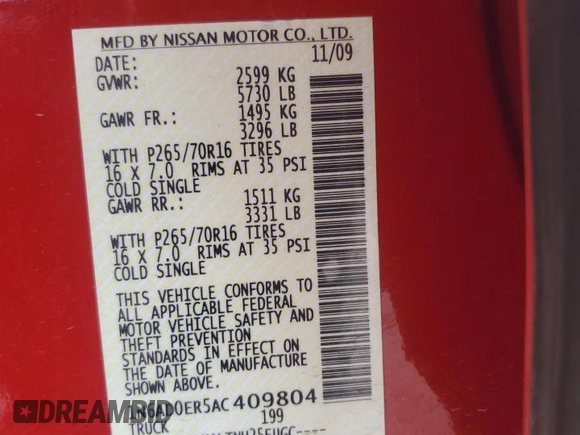 MFD BY NISSAN MOTOR CO., LTD.
DATE: 11/09
GVWR: 2599 KG
5730 LB
GAWR FR.: 1495 KG
3296 LB
WITH P265/70R16 TIRES
16 X 7.0 RIMS AT 35 PSI
COLD SINGLE
GAWR RR.: 1511 KG
3331 LB
WITH P265/70R16 TIRES
16 X 7.0 RIMS AT 35 PSI
COLD SINGLE
THIS VEHICLE CONFORMS TO
ALL APPLICABLE FEDERAL
MOTOR VEHICLE SAFETY AND
THEFT PREVENTION
STANDARDS IN EFFECT ON
THE DATE OF MANUFACTURE
SHOWN ABOVE.
409804
TRUCK 199
BIDDRIVE